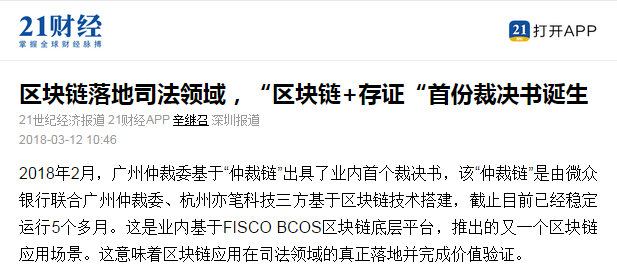 21财经
掌握全球财经脉搏
21 打开APP
区块链落地司法领域，“区块链+存证“首份裁决书诞生
21世纪经济报道 21财经APP 辛继召 深圳报道
2018-03-12 10:46
2018年2月，广州仲裁委基于“仲裁链”出具了业内首个裁决书，该“仲裁链”是由微众
银行联合广州仲裁委、杭州亦笔科技三方基于区块链技术搭建，截止目前已经稳定
运行5个多月。这是业内基于FISCO BCOS区块链底层平台，推出的又一个区块链
应用场景。这意味着区块链应用在司法领域的真正落地并完成价值验证。